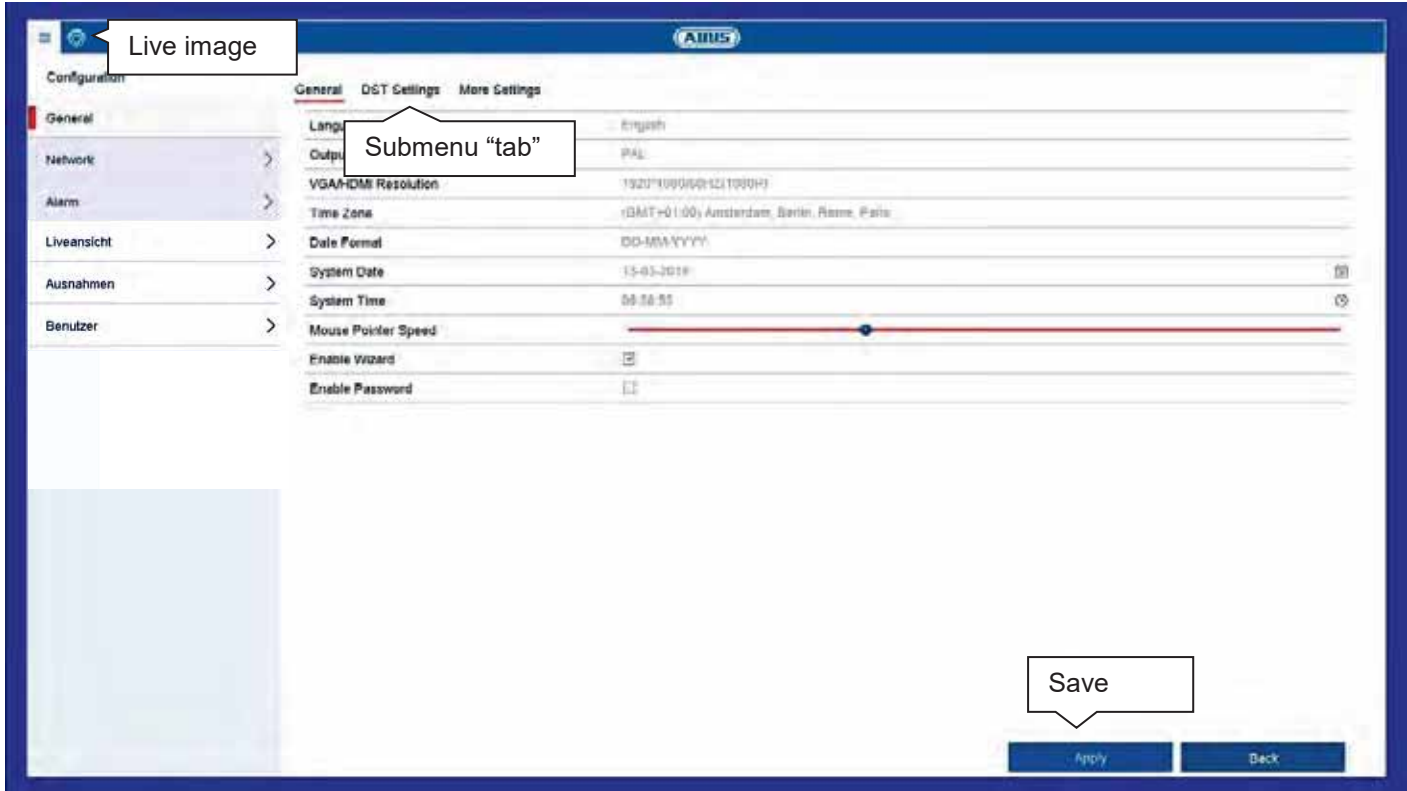 Live image
ABUS
Configuration
General DST Settings More Settings
General
Network
Alarm
Liveansicht
Ausnahmen
Benutzer
Submenu “tab”
English
PAL
VGA/HDMI Resolution
Time Zone (GMT+01:00) Amsterdam, Berlin, Rome, Paris
Date Format DD-MM-YYYY
System Date
System Time
Mouse Pointer Speed
Enable Wizard
Enable Password
Save
Apply Back